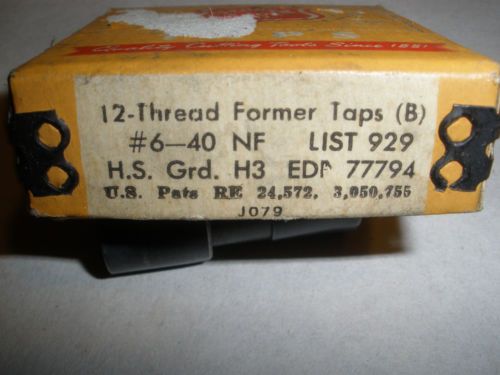 Quality Cutting Tools Since 1881
12-Thread Former Taps (B)
#6-40 NF LIST 929
H.S. Grd. H3 EDP 77794
U.S. Pats RE 24,572, 3,050,755
J079